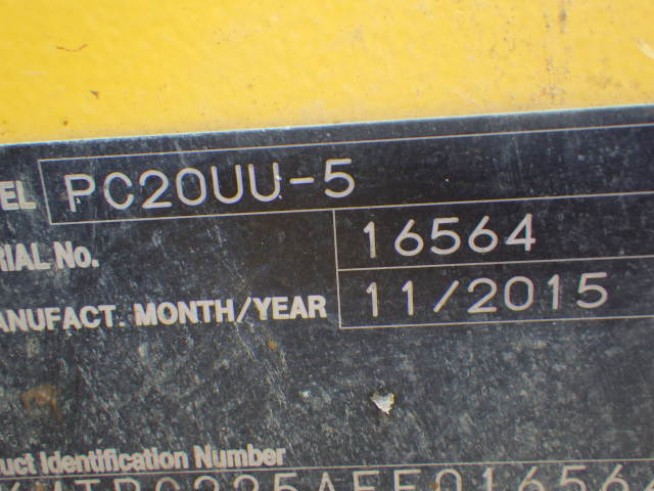 EL PC20UU-5
RIAL No. 16564
ANUFACT. MONTH/YEAR 11/2015
uct Identification Number